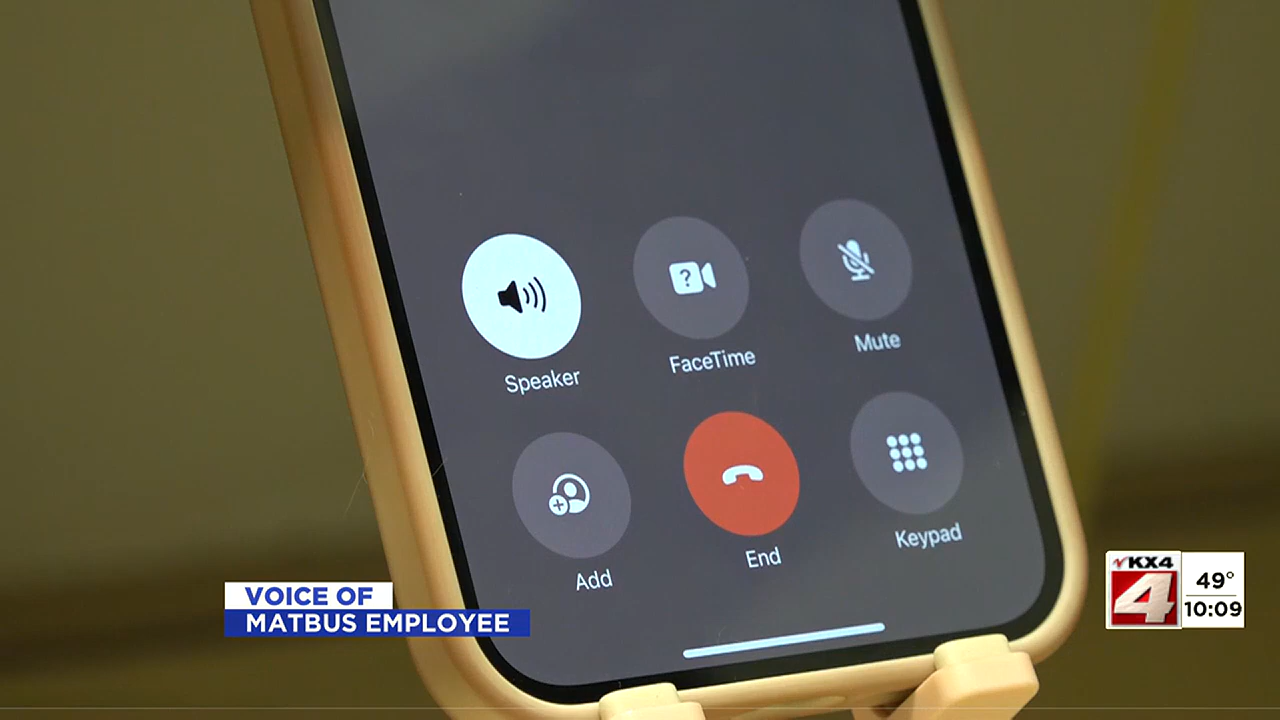 Speaker
FaceTime
Mute
Add
End
Keypad
VOICE OF
MATBUS EMPLOYEE
KX4
4
49°
10:09